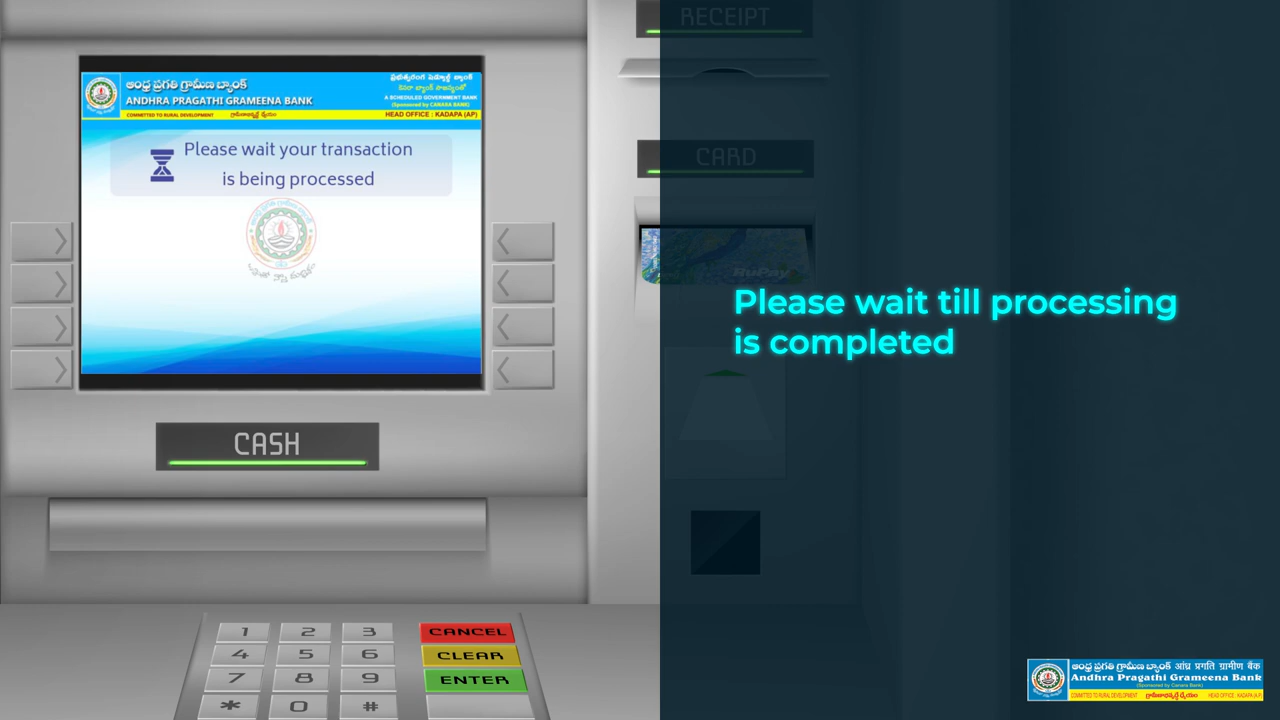 RECEIPT
ఆంధ్ర ప్రగతి గ్రామీణ బ్యాంక్
ANDHRA PRAGATHI GRAMEENA BANK
COMMITTED TO RURAL DEVELOPMENT
గ్రామీణాభివృద్ధే ధ్యేయం
A SCHEDULED GOVERNMENT BANK
(Sponsored by CANARA BANK)
HEAD OFFICE : KADAPA (AP)
Please wait your transaction
is being processed
CARD
RuPay
Please wait till processing
is completed
CASH
1 2 3 CANCEL
4 5 6 CLEAR
7 8 9 ENTER
* 0 #
ఆంధ్ర ప్రగతి గ్రామీణ బ్యాంక్ आंध्र प्रगति ग्रामीण बैंक
Andhra Pragathi Grameena Bank
(Sponsored by Canara Bank)
COMMITTED TO RURAL DEVELOPMENT గ్రామీణాభివృద్ధే ధ్యేయం HEAD OFFICE : KADAPA (A.P)